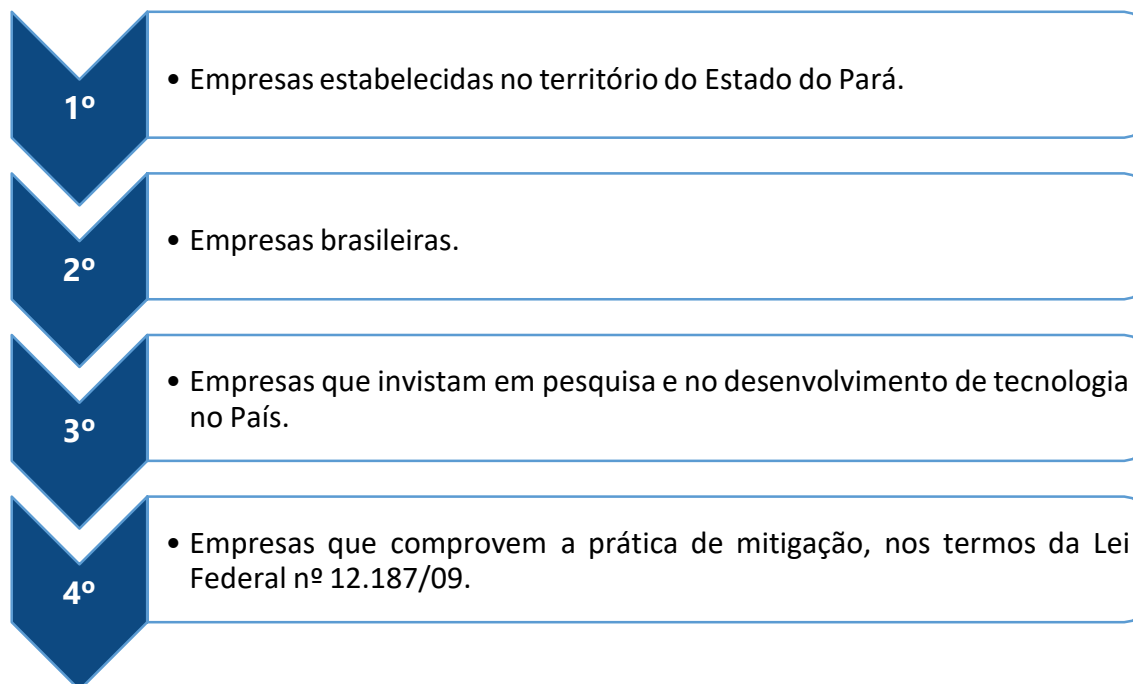 1º
• Empresas estabelecidas no território do Estado do Pará.
2º
• Empresas brasileiras.
3º
• Empresas que invistam em pesquisa e no desenvolvimento de tecnologia
no País.
4º
• Empresas que comprovem a prática de mitigação, nos termos da Lei
Federal nº 12.187/09.